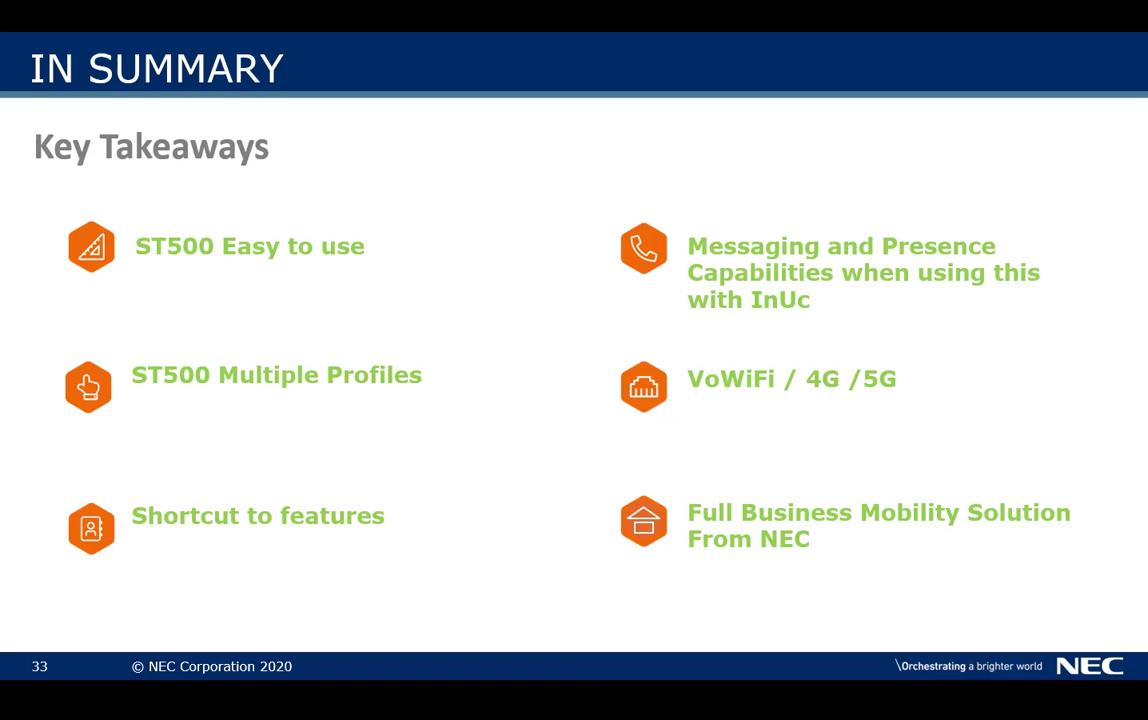 IN SUMMARY
Key Takeaways
ST500 Easy to use
ST500 Multiple Profiles
Shortcut to features
Messaging and Presence
Capabilities when using this
with InUc
VoWiFi / 4G /5G
Full Business Mobility Solution
From NEC
33
© NEC Corporation 2020
\Orchestrating a brighter world
NEC